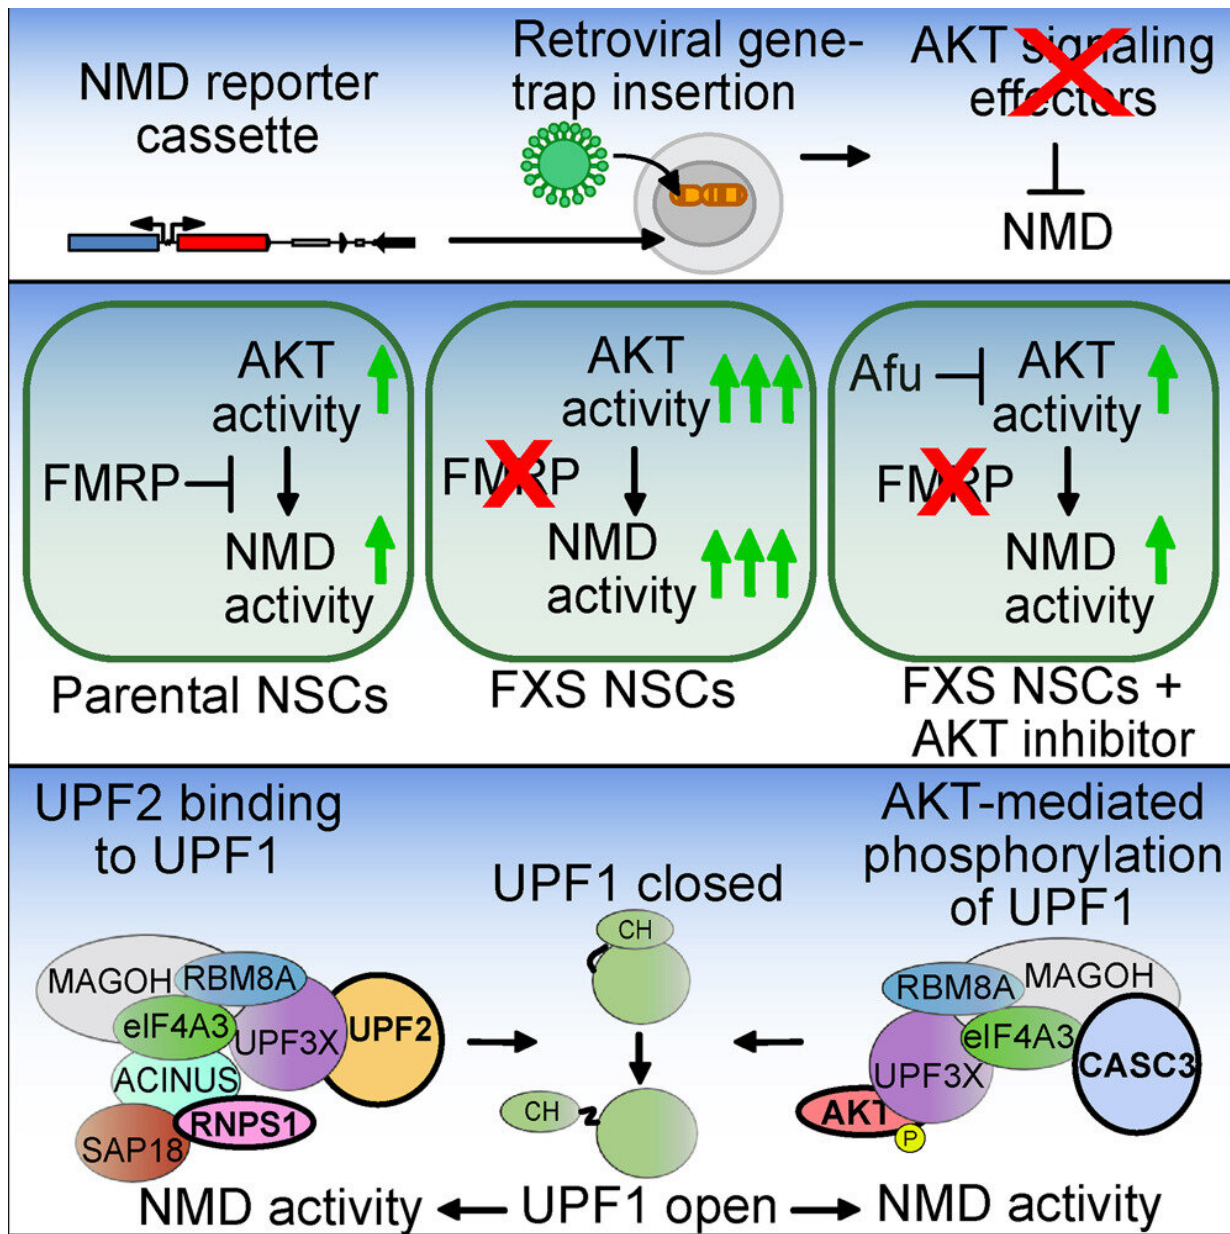 NMD reporter
cassette
Retroviral gene-
trap insertion
AKT signaling
effectors
NMD
AKT
activity
FMRP
NMD
activity
Parental NSCs
AKT
activity
FMRP
NMD
activity
FXS NSCs
Afu
AKT
activity
FMRP
NMD
activity
FXS NSCs +
AKT inhibitor
UPF2 binding
to UPF1
MAGOH
RBM8A
eIF4A3
UPF3X
UPF2
ACINUS
RNPS1
SAP18
NMD activity
UPF1 closed
CH
CH
UPF1 open
AKT-mediated
phosphorylation
of UPF1
MAGOH
RBM8A
eIF4A3
UPF3X
CASC3
AKT
P
NMD activity